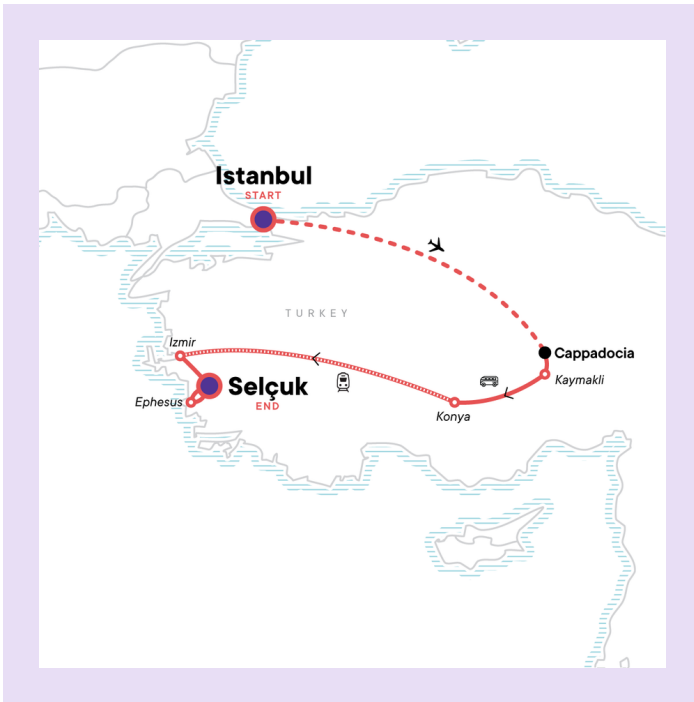 Istanbul
START
TURKEY
Izmir
Cappadocia
Kaymakli
Selçuk
END
Ephesus
Konya